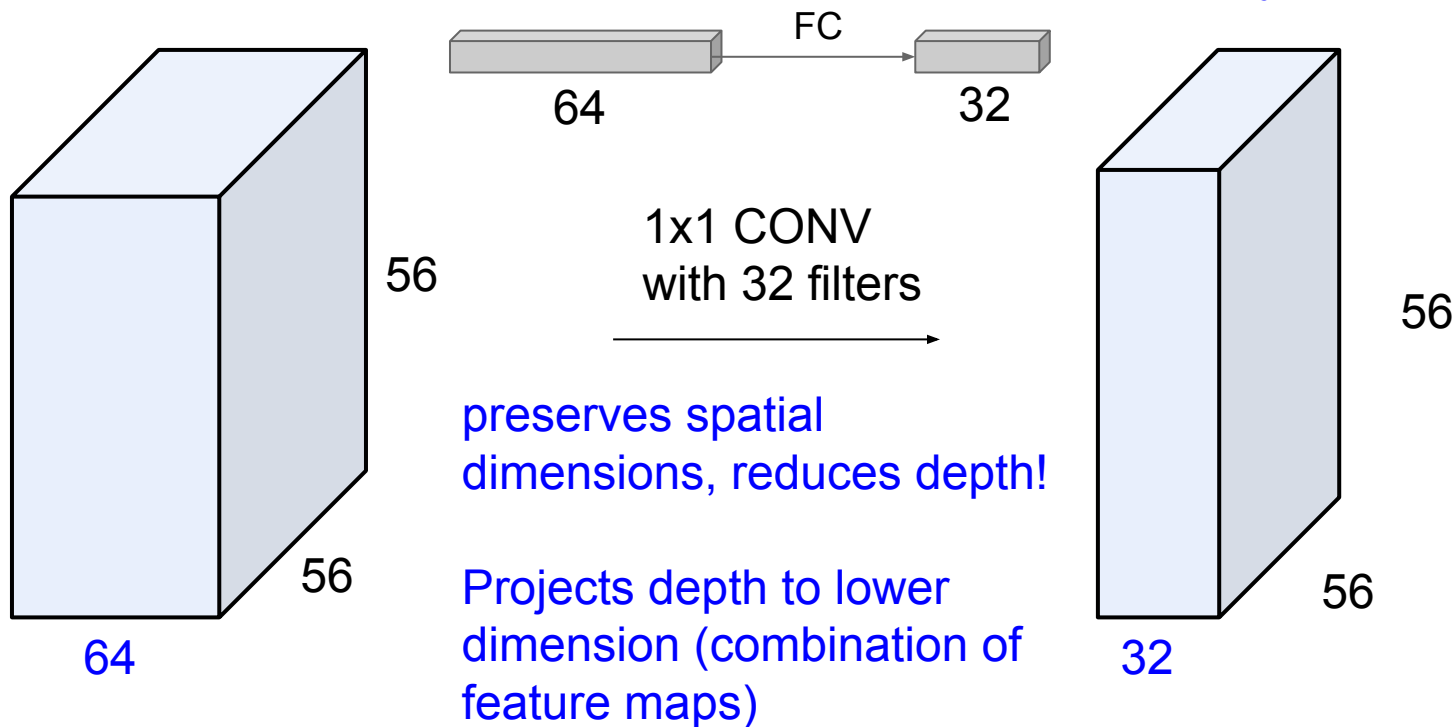 FC
64
32
1x1 CONV
with 32 filters
56
56
64
preserves spatial
dimensions, reduces depth!
Projects depth to lower
dimension (combination of
feature maps)
56
56
32